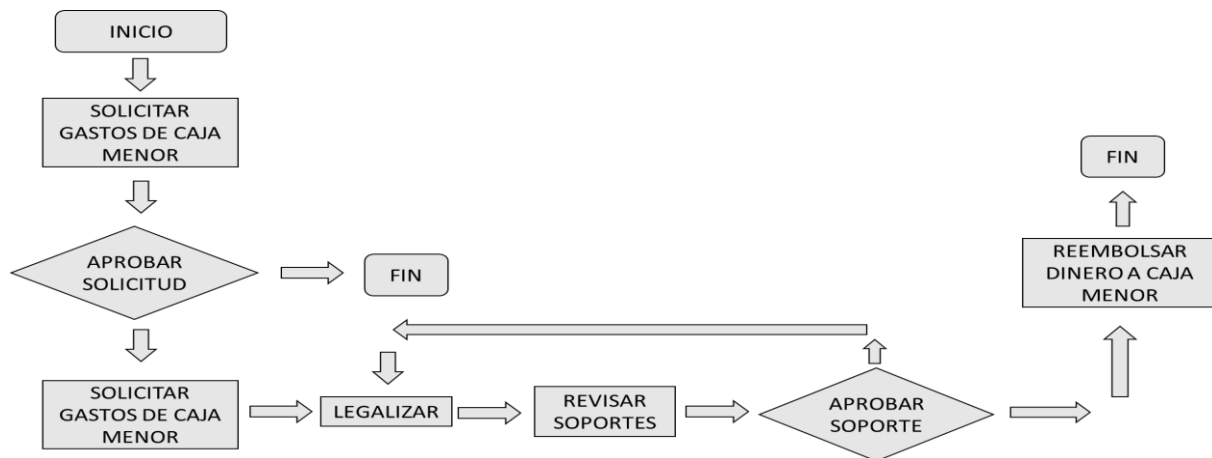 INICIO
SOLICITAR
GASTOS DE CAJA
MENOR
APROBAR
SOLICITUD
FIN
SOLICITAR
GASTOS DE CAJA
MENOR
LEGALIZAR
REVISAR
SOPORTES
APROBAR
SOPORTE
REEMBOLSAR
DINERO A CAJA
MENOR
FIN